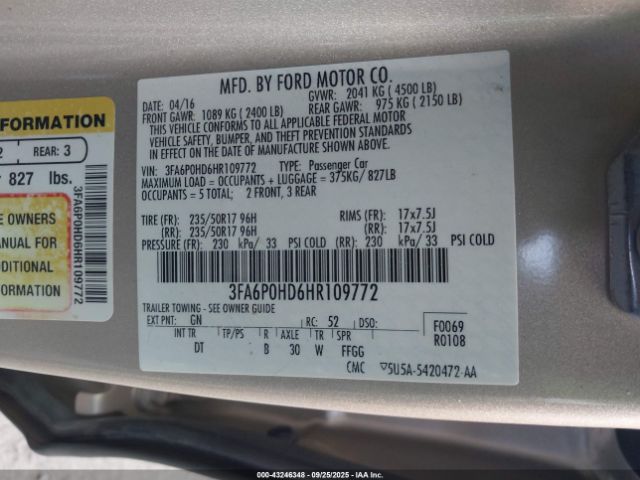 FORMATION
2 REAR: 3
827 lbs.
3FA6P0HD6HR109772
E OWNERS
ANUAL FOR
DDITIONAL
FORMATION
MFD. BY FORD MOTOR CO.
DATE: 04/16 GVWR: 2041 KG ( 4500 LB)
FRONT GAWR: 1089 KG ( 2400 LB) REAR GAWR: 975 KG ( 2150 LB)
THIS VEHICLE CONFORMS TO ALL APPLICABLE FEDERAL MOTOR
VEHICLE SAFETY, BUMPER, AND THEFT PREVENTION STANDARDS
IN EFFECT ON THE DATE OF MANUFACTURE SHOWN ABOVE.
VIN: 3FA6P0HD6HR109772 TYPE: Passenger Car
MAXIMUM LOAD = OCCUPANTS + LUGGAGE = 375KG/ 827LB
OCCUPANTS = 5 TOTAL; 2 FRONT, 3 REAR
TIRE (FR): 235/50R17 96H RIMS (FR): 17x7.5J
(RR): 235/50R17 96H (RR): 17x7.5J
PRESSURE (FR): 230 kPa/ 33 PSI COLD (RR): 230 kPa/ 33 PSI COLD
3FA6P0HD6HR109772
TRAILER TOWING - SEE OWNER GUIDE
EXT PNT: GN RC: 52 DSO: F0069
R0108
INT TR TP/PS R AXLE TR SPR
DT B 30 W FFGG
CMC ▽5U5A-5420472-AA
000-43246348 - 09/25/2025 - IAAI.CA